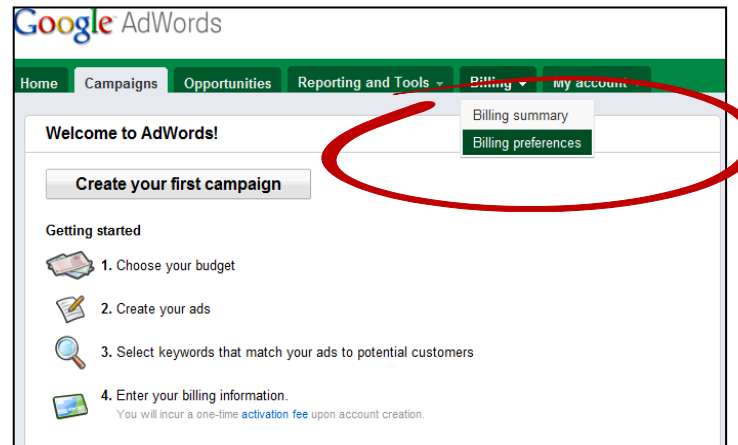 Google AdWords
Home Campaigns Opportunities Reporting and Tools Billing My account
Billing summary
Billing preferences
Welcome to AdWords!
Create your first campaign
Getting started
1. Choose your budget
2. Create your ads
3. Select keywords that match your ads to potential customers
4. Enter your billing information.
You will incur a one-time activation fee upon account creation.